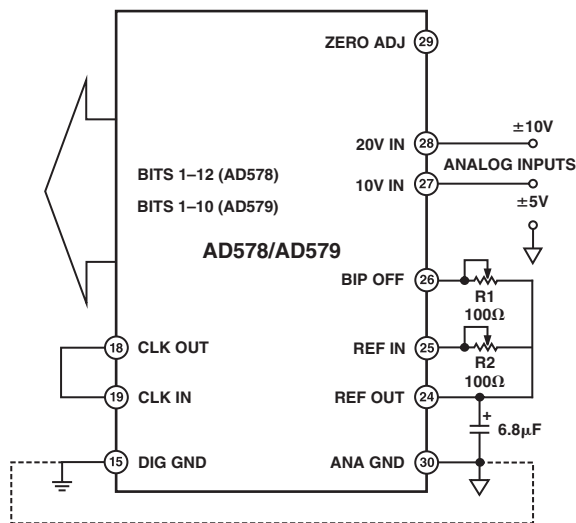 ZERO ADJ 29
±10V
20V IN 28
ANALOG INPUTS
BITS 1–12 (AD578)
10V IN 27
±5V
BITS 1–10 (AD579)
AD578/AD579
BIP OFF 26
R1
100Ω
18 CLK OUT
REF IN 25
R2
100Ω
19 CLK IN
REF OUT 24
+
6.8μF
15 DIG GND
ANA GND 30